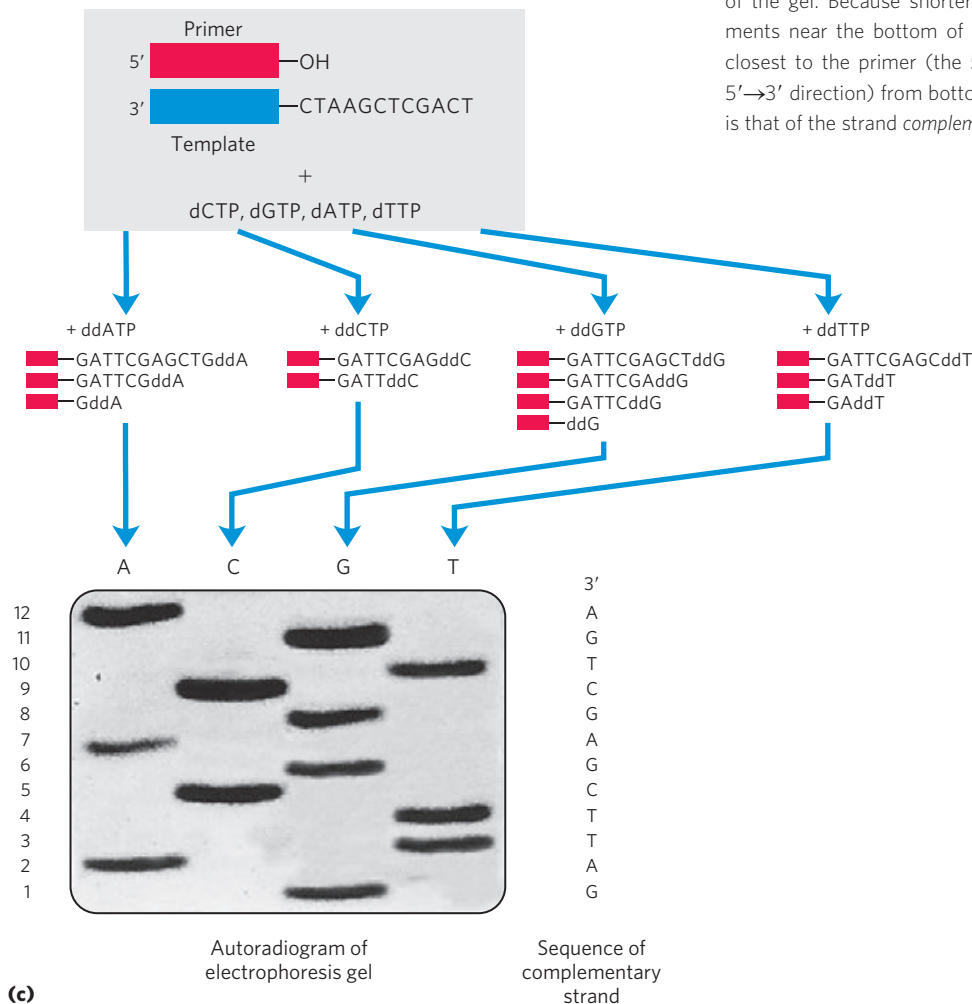 of the gel. Because shorter
ments near the bottom of
closest to the primer (the
5′→3′ direction) from botto
is that of the strand complem
Primer
5′ —OH
3′ —CTAAGCTCGACT
Template
+
dCTP, dGTP, dATP, dTTP
+ ddATP
GATTCGAGCTGddA
GATTCGddA
GddA
+ ddCTP
GATTCGAGddC
GATTddC
+ ddGTP
GATTCGAGCTddG
GATTCGAddG
GATTCddG
ddG
+ ddTTP
GATTCGAGCddT
GATddT
GAddT
A C G T
12
11
10
9
8
7
6
5
4
3
2
1
3′
A
G
T
C
G
A
G
C
T
T
A
G
Autoradiogram of
electrophoresis gel
Sequence of
complementary
strand
(c)